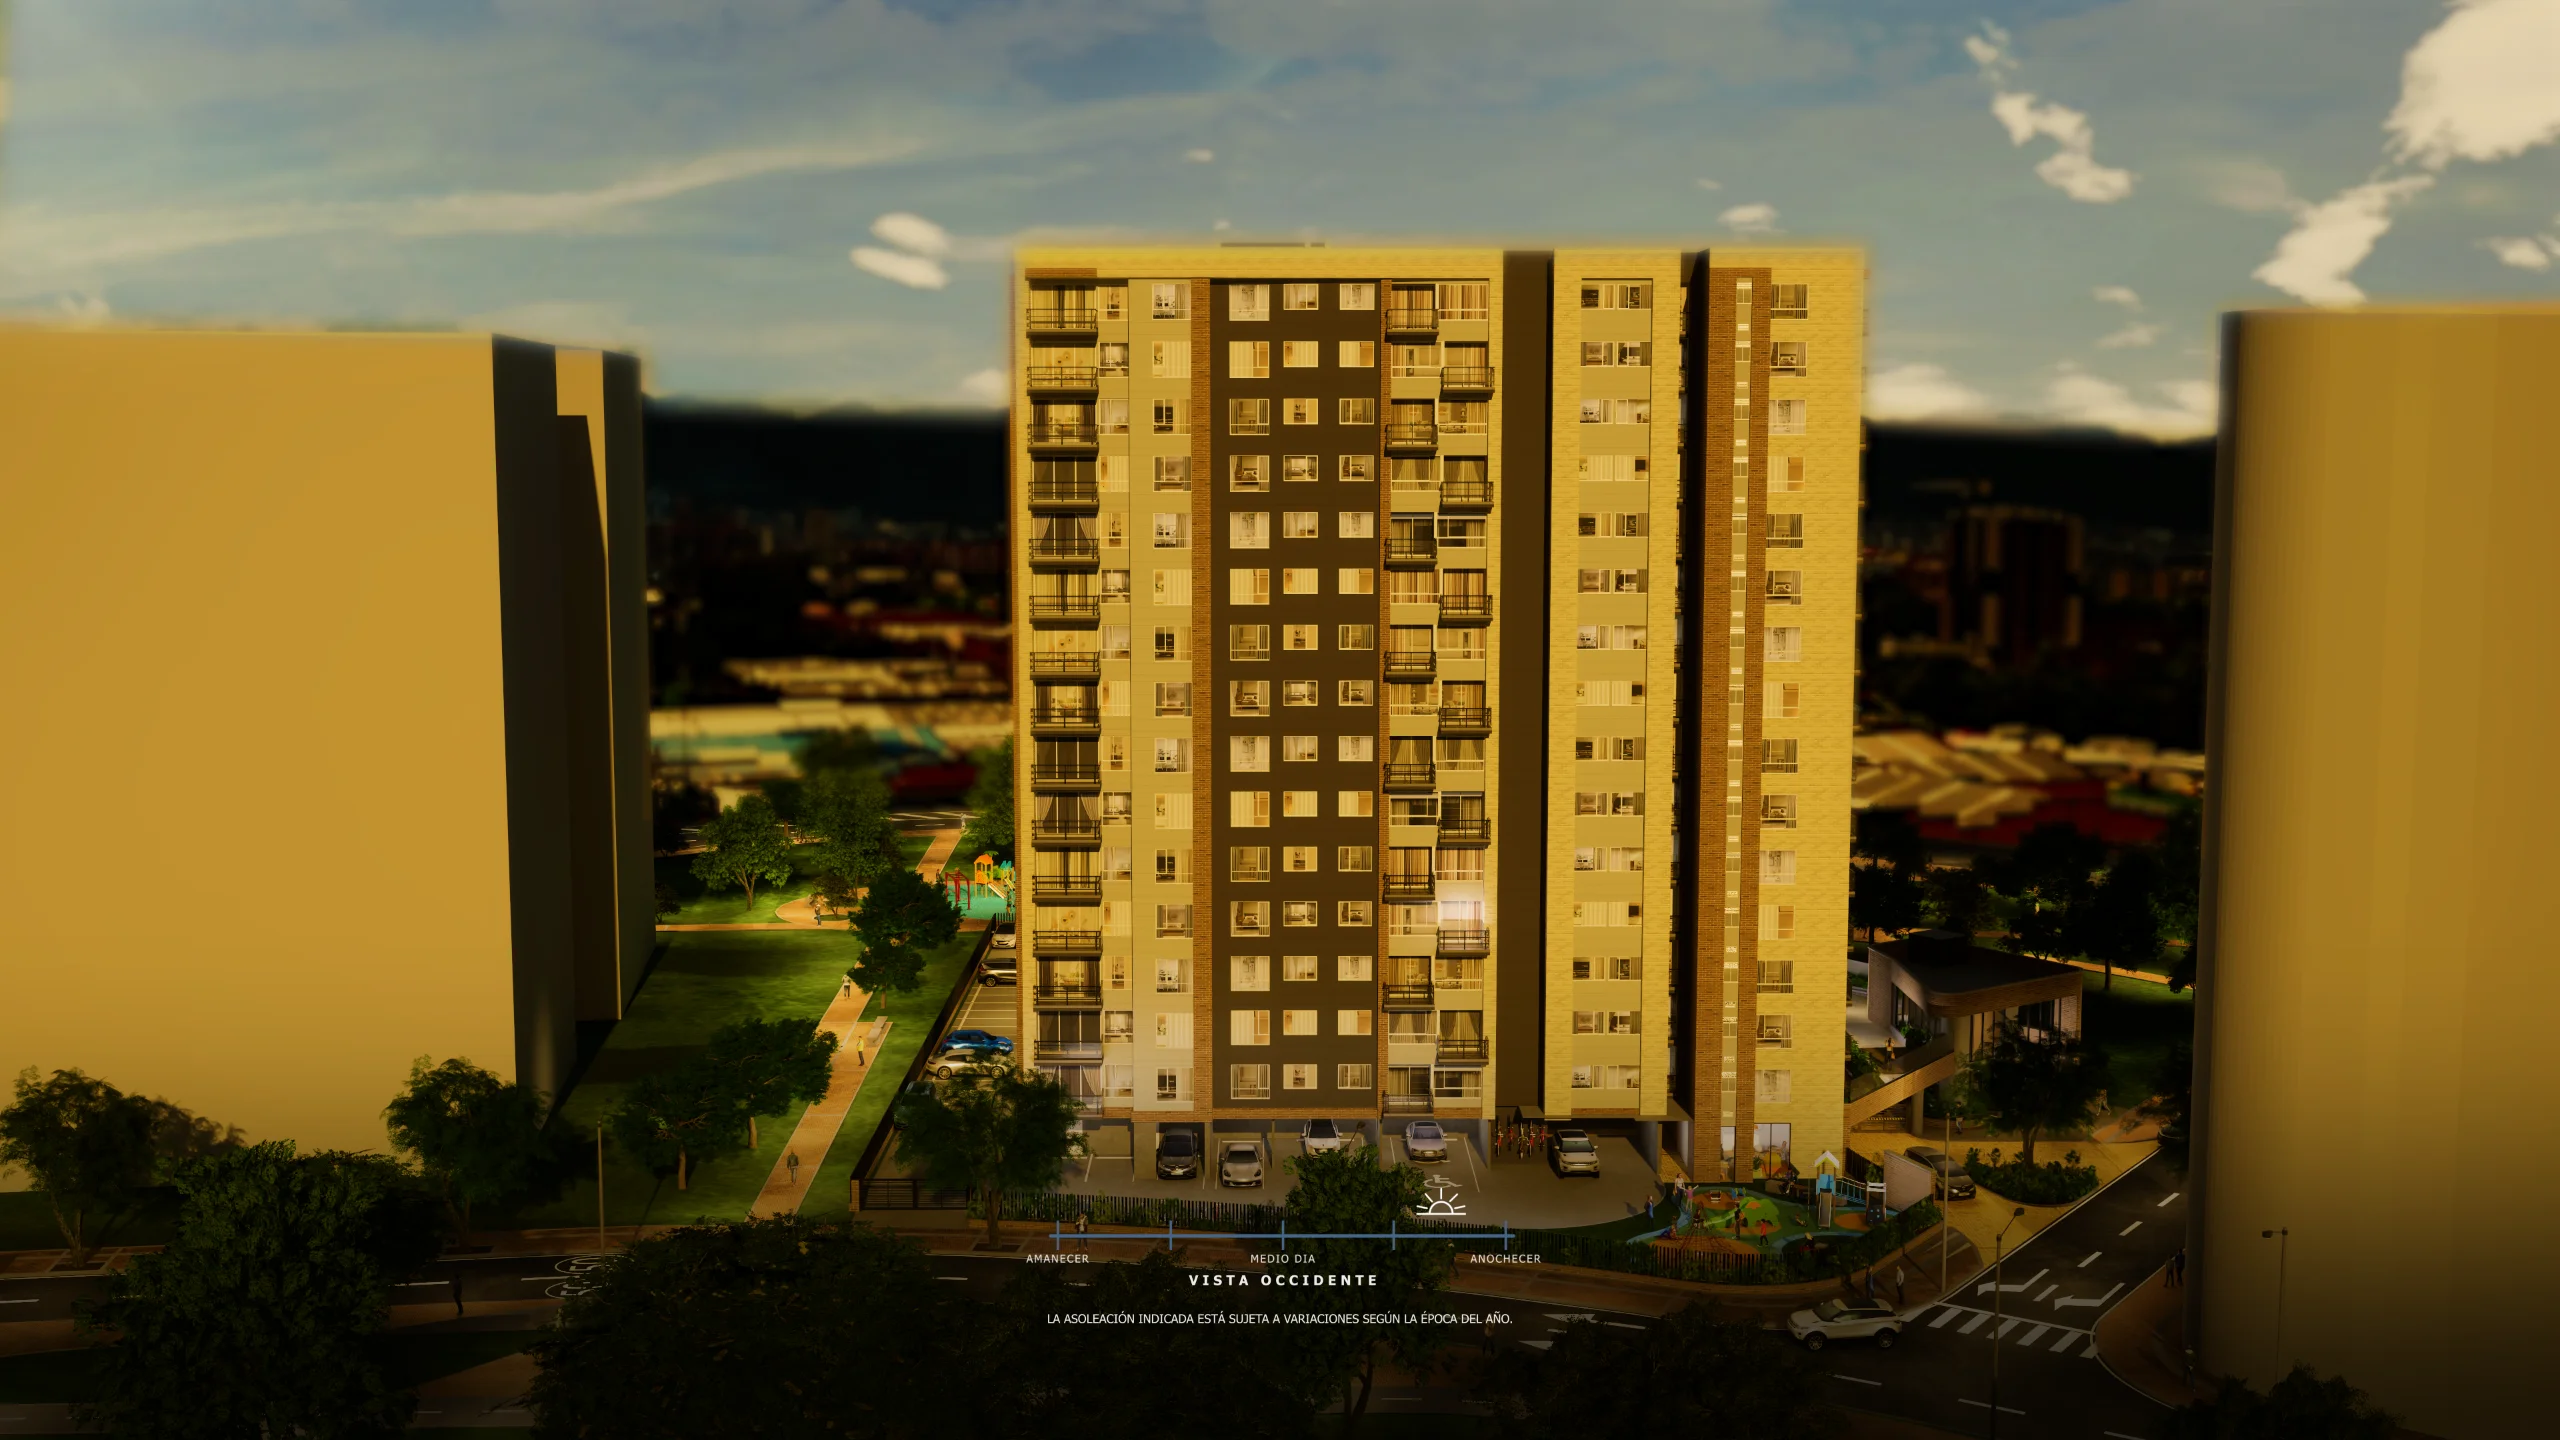 AMANECER MEDIO DIA ANOCHECER
VISTA OCCIDENTE
LA ASOLEACIÓN INDICADA ESTÁ SUJETA A VARIACIONES SEGÚN LA ÉPOCA DEL AÑO.